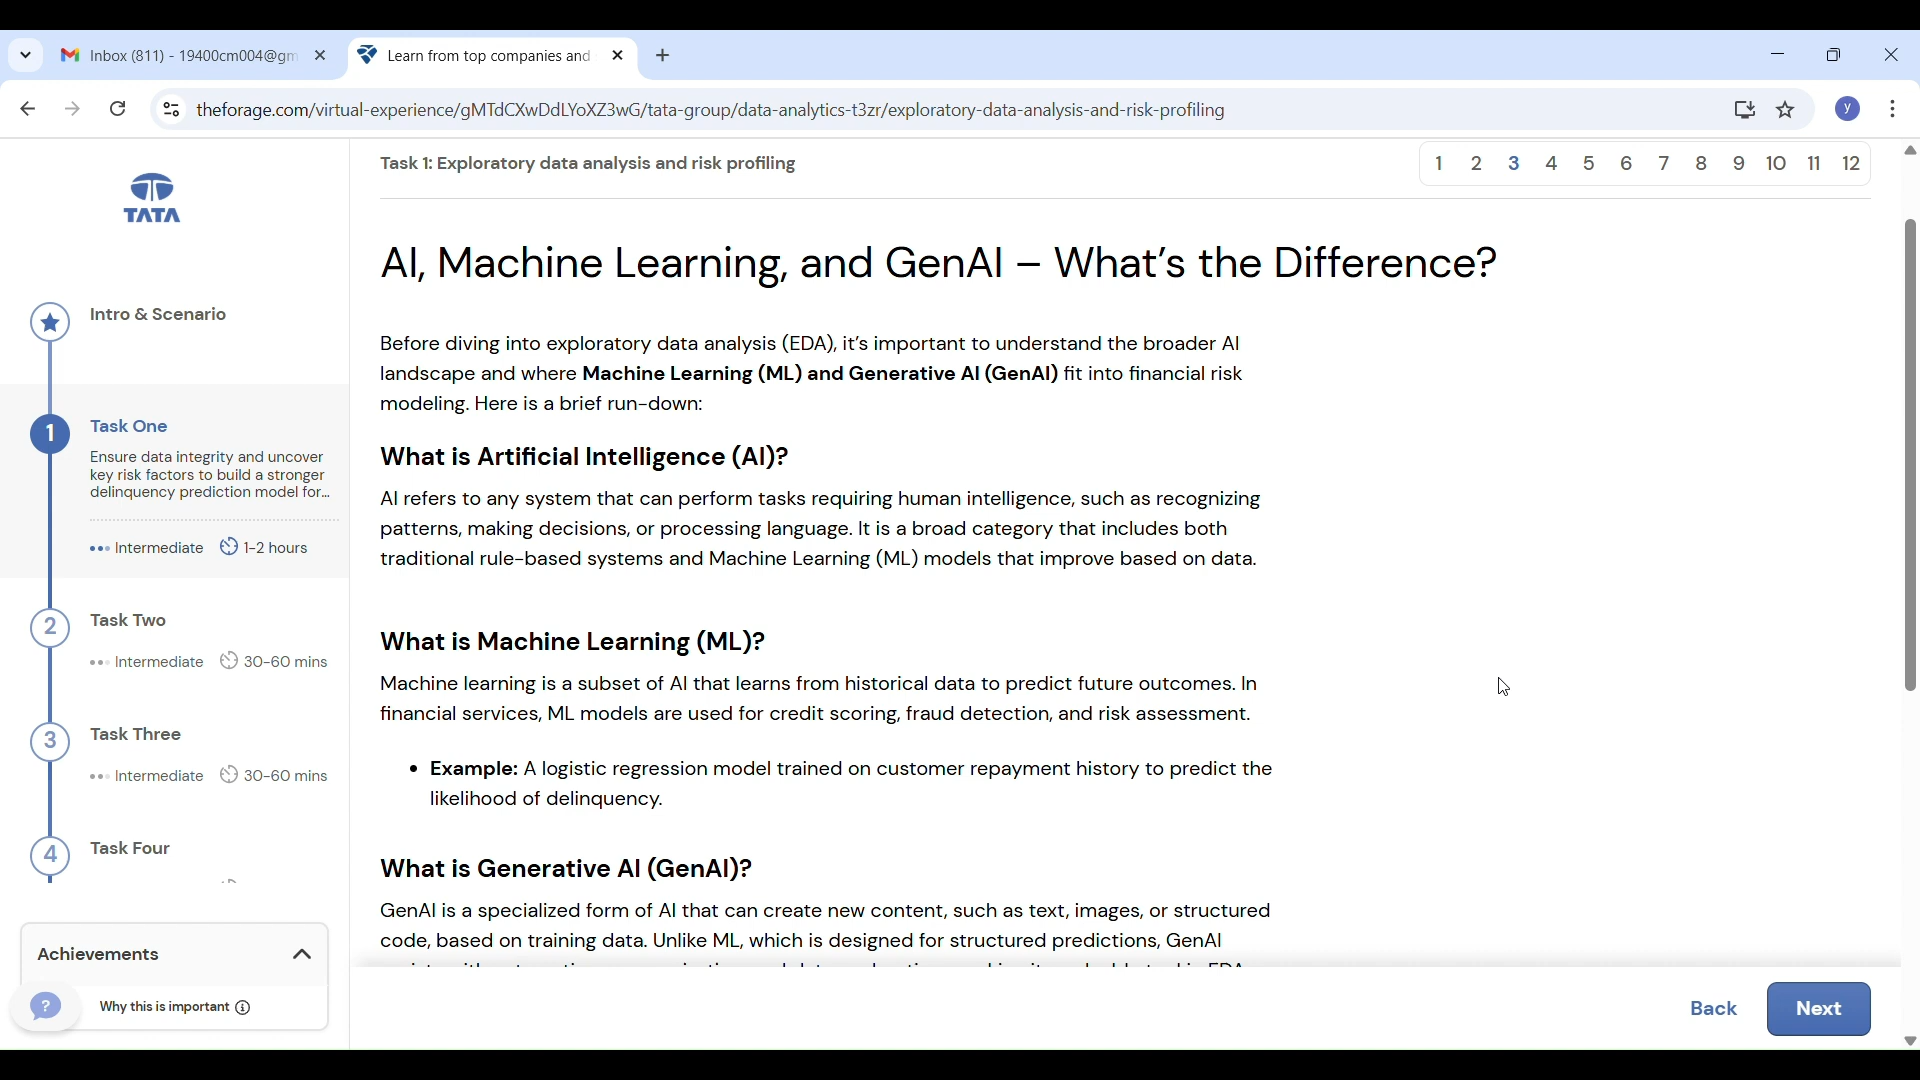 Inbox (811) - 19400cm004@gm
Learn from top companies and
theforage.com/virtual-experience/gMTdCXwDdLYoXZ3wG/tata-group/data-analytics-t3zr/exploratory-data-analysis-and-risk-profiling
y
TATA
Intro & Scenario
1
Task One
Ensure data integrity and uncover
key risk factors to build a stronger
delinquency prediction model for...
Intermediate 1-2 hours
2
Task Two
Intermediate 30-60 mins
3
Task Three
Intermediate 30-60 mins
4
Task Four
Achievements
?
Why this is important
Task 1: Exploratory data analysis and risk profiling
1 2 3 4 5 6 7 8 9 10 11 12
AI, Machine Learning, and GenAI – What's the Difference?
Before diving into exploratory data analysis (EDA), it's important to understand the broader AI
landscape and where Machine Learning (ML) and Generative AI (GenAI) fit into financial risk
modeling. Here is a brief run-down:
What is Artificial Intelligence (AI)?
AI refers to any system that can perform tasks requiring human intelligence, such as recognizing
patterns, making decisions, or processing language. It is a broad category that includes both
traditional rule-based systems and Machine Learning (ML) models that improve based on data.
What is Machine Learning (ML)?
Machine learning is a subset of AI that learns from historical data to predict future outcomes. In
financial services, ML models are used for credit scoring, fraud detection, and risk assessment.
• Example: A logistic regression model trained on customer repayment history to predict the
likelihood of delinquency.
What is Generative AI (GenAI)?
GenAI is a specialized form of AI that can create new content, such as text, images, or structured
code, based on training data. Unlike ML, which is designed for structured predictions, GenAI
Back
Next